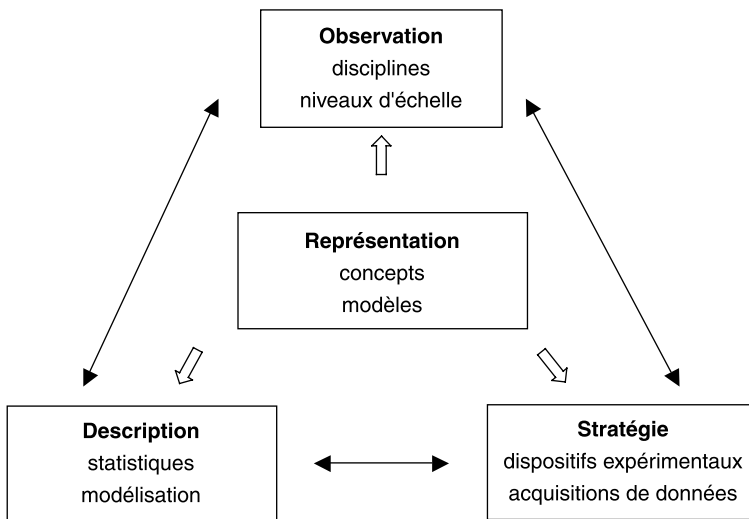 Observation
disciplines
niveaux d'échelle
Représentation
concepts
modèles
Description
statistiques
modélisation
Stratégie
dispositifs expérimentaux
acquisitions de données